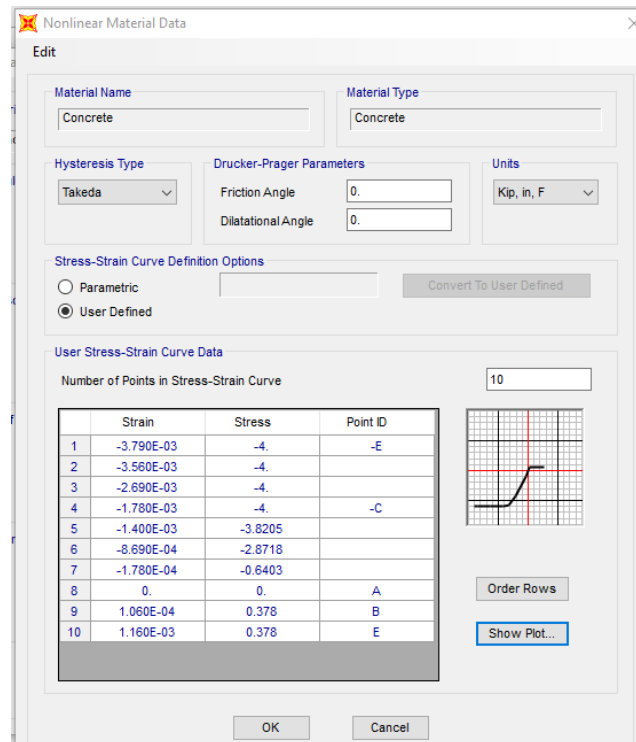 Nonlinear Material Data
Edit
Material Name
Material Type
Concrete
Concrete
Hysteresis Type
Drucker-Prager Parameters
Units
Takeda
Friction Angle
0.
Kip, in, F
Dilatational Angle
0.
Stress-Strain Curve Definition Options
Parametric
Convert To User Defined
User Defined
User Stress-Strain Curve Data
Number of Points in Stress-Strain Curve
10
Strain Stress Point ID
1 -3.790E-03 -4. -E
2 -3.560E-03 -4.
3 -2.690E-03 -4.
4 -1.780E-03 -4. -C
5 -1.400E-03 -3.8205
6 -8.690E-04 -2.8718
7 -1.780E-04 -0.6403
8 0. 0. A
9 1.060E-04 0.378 B
10 1.160E-03 0.378 E
Order Rows
Show Plot...
OK
Cancel